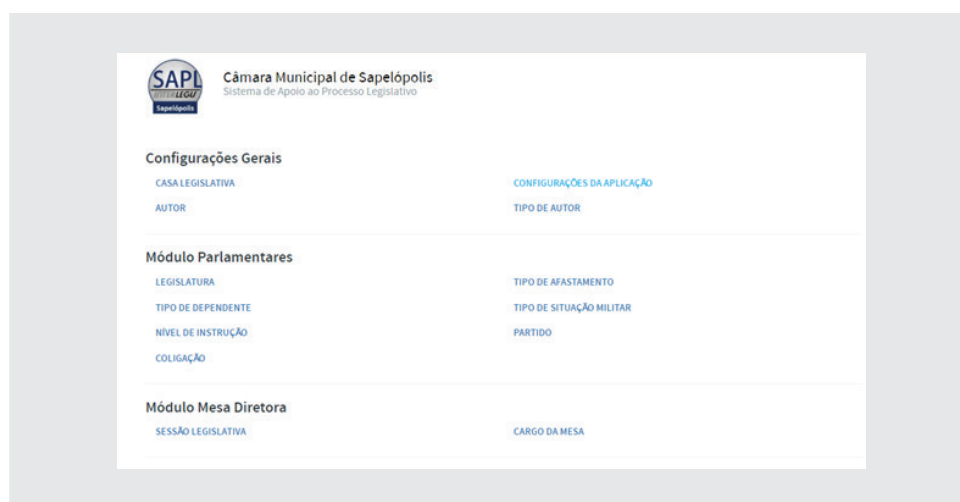 SAPL
INTERLEGIS
Sapelópolis
Câmara Municipal de Sapelópolis
Sistema de Apoio ao Processo Legislativo
Configurações Gerais
CASA LEGISLATIVA
CONFIGURAÇÕES DA APLICAÇÃO
AUTOR
TIPO DE AUTOR
Módulo Parlamentares
LEGISLATURA
TIPO DE AFASTAMENTO
TIPO DE DEPENDENTE
TIPO DE SITUAÇÃO MILITAR
NÍVEL DE INSTRUÇÃO
PARTIDO
COLIGAÇÃO
Módulo Mesa Diretora
SESSÃO LEGISLATIVA
CARGO DA MESA